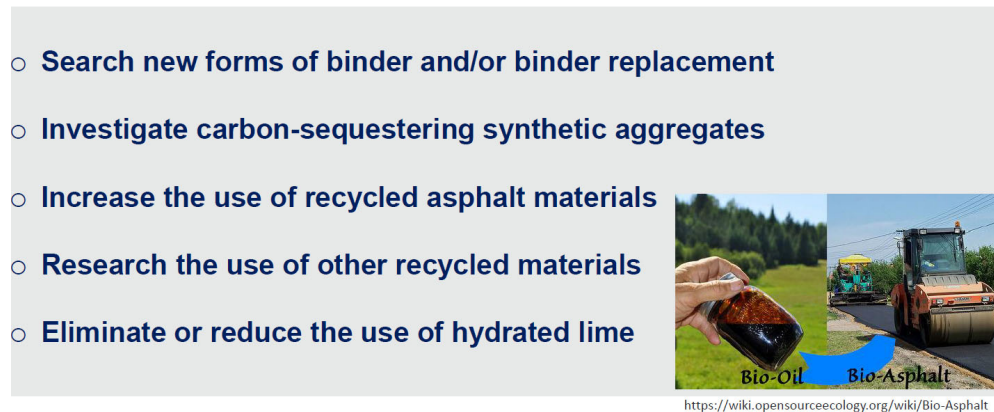 o Search new forms of binder and/or binder replacement
o Investigate carbon-sequestering synthetic aggregates
o Increase the use of recycled asphalt materials
o Research the use of other recycled materials
o Eliminate or reduce the use of hydrated lime
Bio-Oil Bio-Asphalt
https://wiki.opensourceecology.org/wiki/Bio-Asphalt